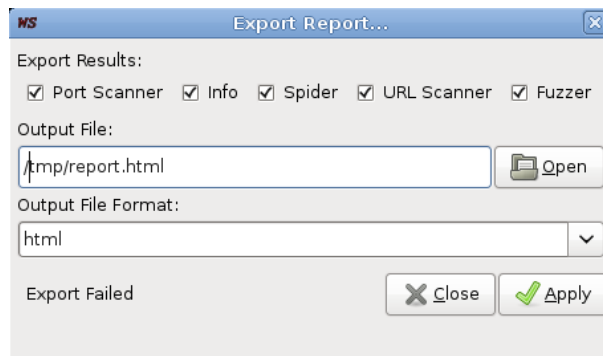 WS Export Report...
Export Results:
Port Scanner Info Spider URL Scanner Fuzzer
Output File:
/tmp/report.html Open
Output File Format:
html
Export Failed Close Apply